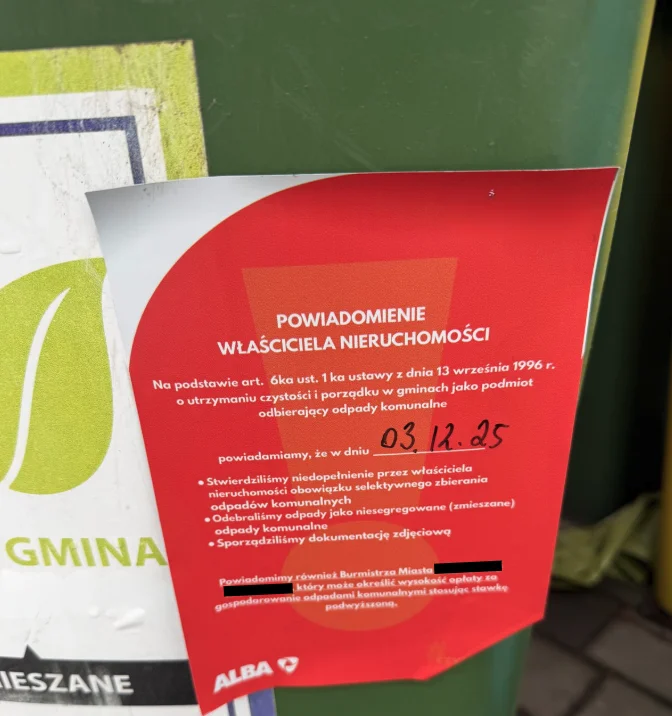 POWIADOMIENIE
WŁAŚCICIELA NIERUCHOMOŚCI
Na podstawie art. 6ka ust. 1 ka ustawy z dnia 13 września 1996 r.
o utrzymaniu czystości i porządku w gminach jako podmiot
odbierający odpady komunalne
powiadamiamy, że w dniu 03.12.25
• Stwierdziliśmy niedopełnienie przez właściciela
nieruchomości obowiązku selektywnego zbierania
odpadów komunalnych
• Odebraliśmy odpady jako niesegregowane (zmieszane)
odpady komunalne
• Sporządziliśmy dokumentację zdjęciową
Powiadomimy również Burmistrza Miasta
, który może określić wysokość opłaty za
gospodarowanie odpadami komunalnymi stosując stawkę
podwyższoną.
ALBA
GMINA
IESZANE